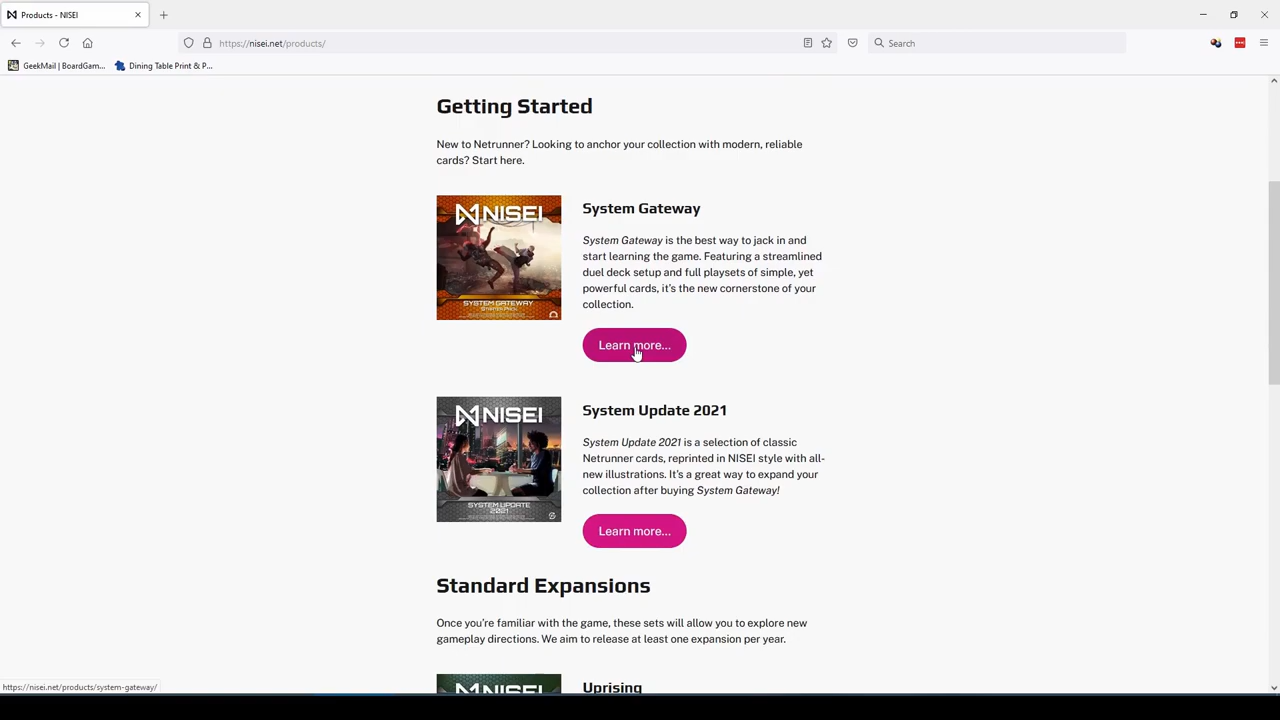 Products - NISEI
https://nisei.net/products/
Search
GeekMail | BoardGam...
Dining Table Print & P...
Getting Started
New to Netrunner? Looking to anchor your collection with modern, reliable
cards? Start here.
NISEI
SYSTEM GATEWAY
System Gateway
System Gateway is the best way to jack in and
start learning the game. Featuring a streamlined
duel deck setup and full playsets of simple, yet
powerful cards, it's the new cornerstone of your
collection.
Learn more...
NISEI
SYSTEM UPDATE
2021
System Update 2021
System Update 2021 is a selection of classic
Netrunner cards, reprinted in NISEI style with all-
new illustrations. It's a great way to expand your
collection after buying System Gateway!
Learn more...
Standard Expansions
Once you're familiar with the game, these sets will allow you to explore new
gameplay directions. We aim to release at least one expansion per year.
NISEI
Uprising
https://nisei.net/products/system-gateway/